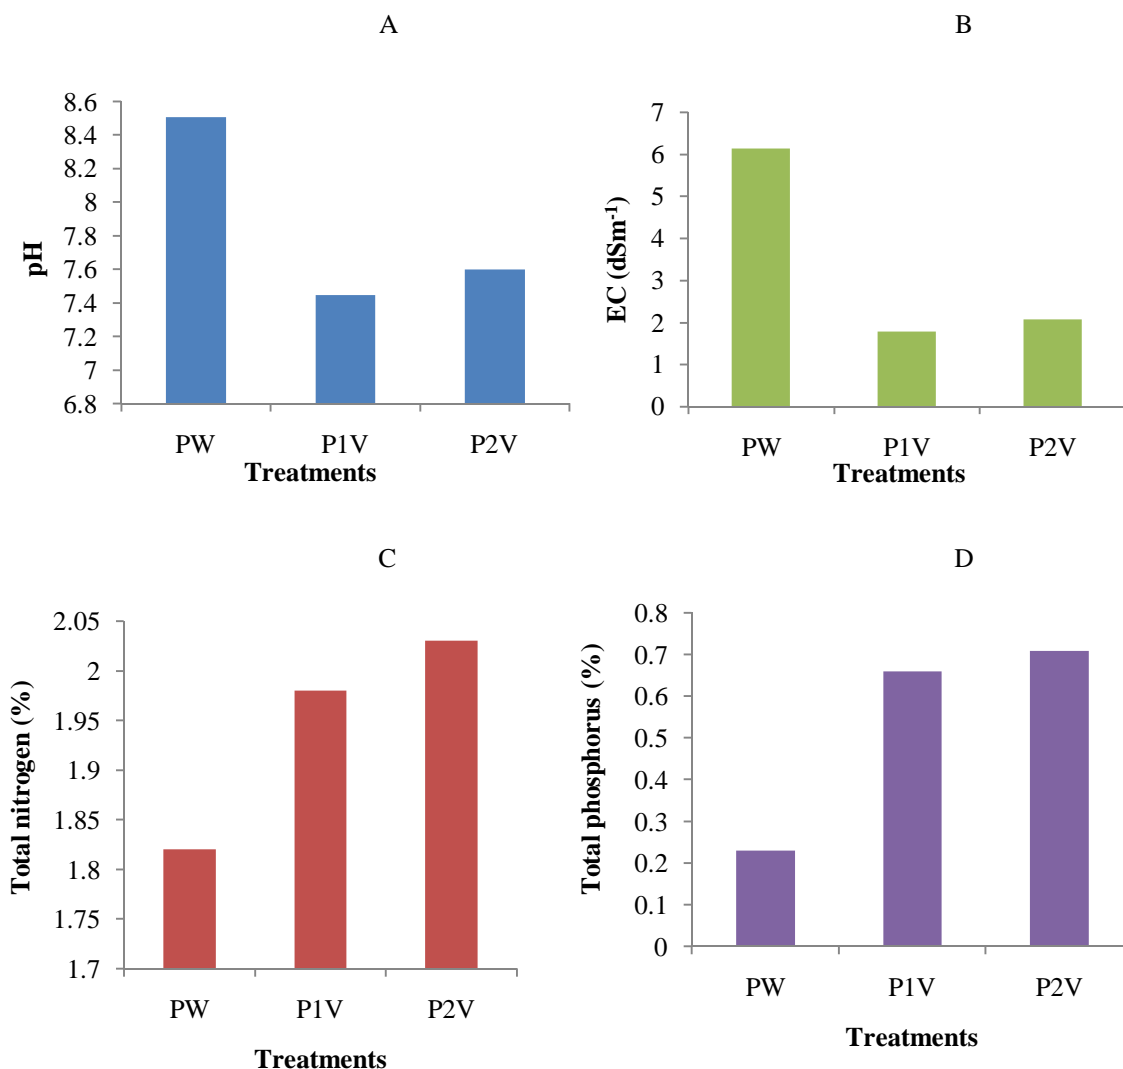 A
pH
8.6
8.4
8.2
8
7.8
7.6
7.4
7.2
7
6.8
PW P1V P2V
Treatments
B
EC (dSm-1)
7
6
5
4
3
2
1
0
PW P1V P2V
Treatments
C
Total nitrogen (%)
2.05
2
1.95
1.9
1.85
1.8
1.75
1.7
PW P1V P2V
Treatments
D
Total phosphorus (%)
0.8
0.7
0.6
0.5
0.4
0.3
0.2
0.1
0
PW P1V P2V
Treatments